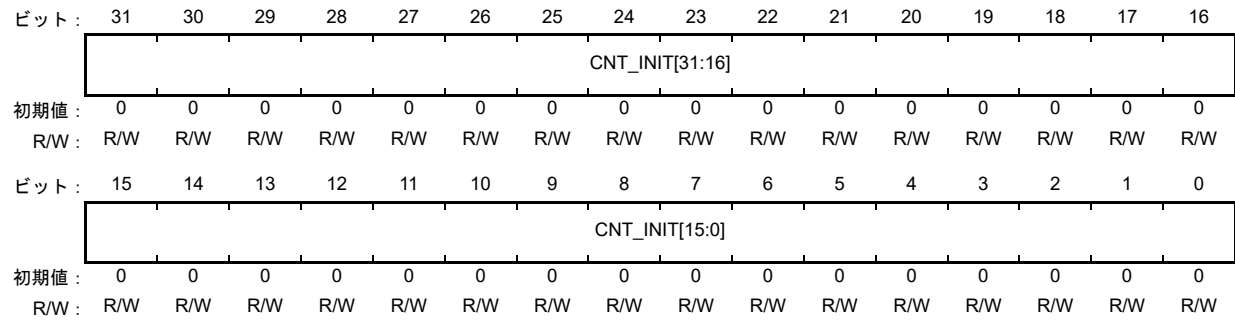 ビット : 31 30 29 28 27 26 25 24 23 22 21 20 19 18 17 16
CNT_INIT[31:16]
初期値 : 0 0 0 0 0 0 0 0 0 0 0 0 0 0 0 0
R/W : R/W R/W R/W R/W R/W R/W R/W R/W R/W R/W R/W R/W R/W R/W R/W R/W
ビット : 15 14 13 12 11 10 9 8 7 6 5 4 3 2 1 0
CNT_INIT[15:0]
初期値 : 0 0 0 0 0 0 0 0 0 0 0 0 0 0 0 0
R/W : R/W R/W R/W R/W R/W R/W R/W R/W R/W R/W R/W R/W R/W R/W R/W R/W